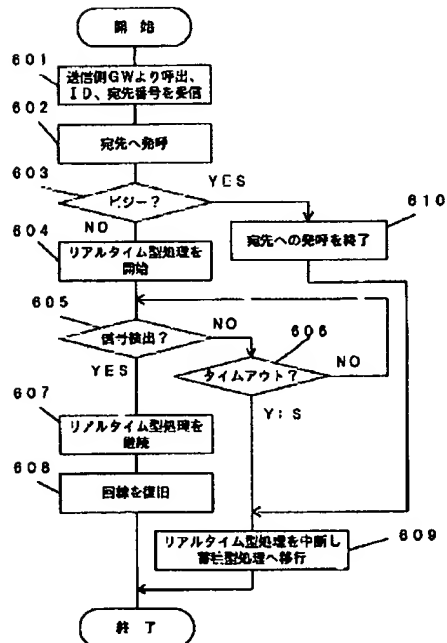 開 始
601
送信側GWより呼出、
ID、宛先番号を受信
602
宛先へ発呼
603
ビジー?
YES
NO
610
宛先への発呼を終了
604
リアルタイム型処理を
開始
605
信号検出?
NO
YES
606
タイムアウト?
NO
YES
607
リアルタイム型処理を
継続
608
回線を復旧
リアルタイム型処理を中断し
蓄積型処理へ移行
609
終 了